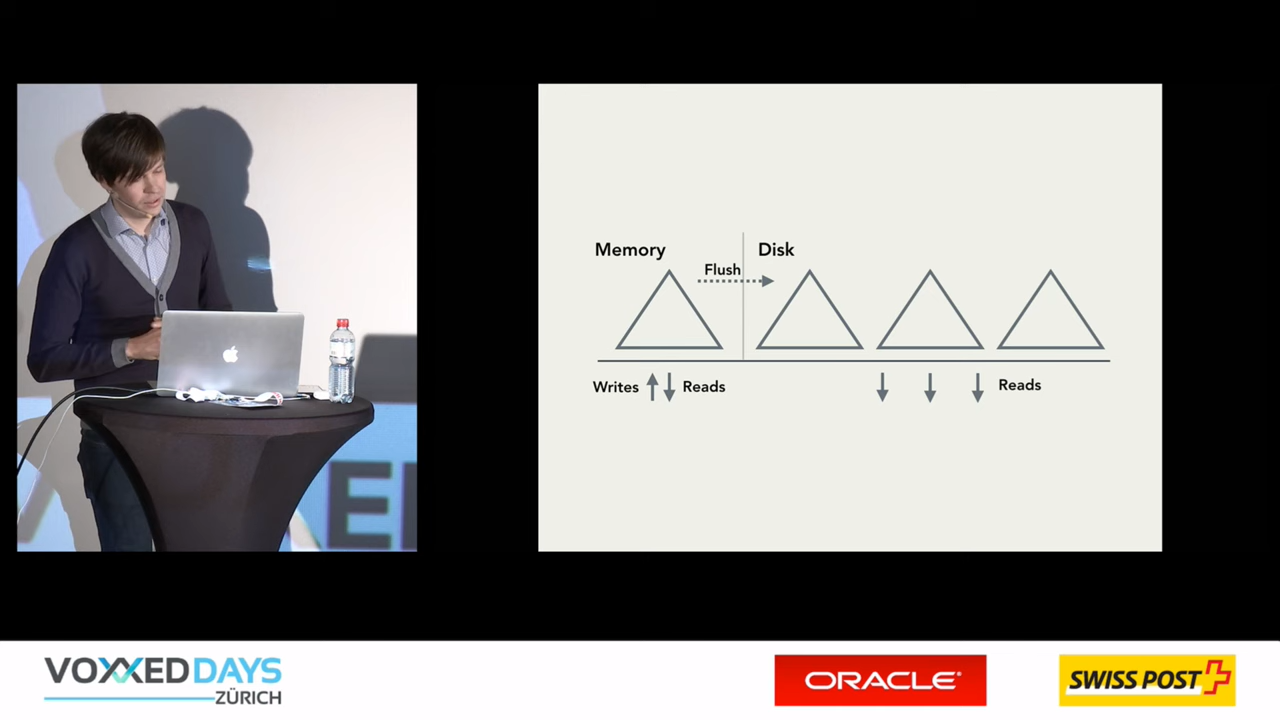 Memory
Disk
Flush
Writes
Reads
Reads
VOXXED DAYS
ZÜRICH
ORACLE®
SWISS POST